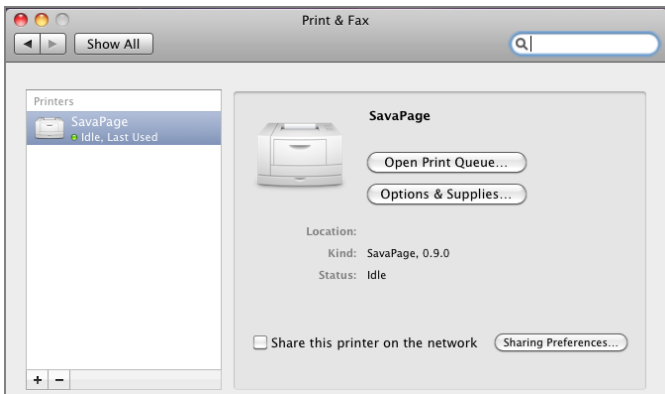 Print & Fax
Show All
Printers
SavaPage
Idle, Last Used
SavaPage
Open Print Queue...
Options & Supplies...
Location:
Kind: SavaPage, 0.9.0
Status: Idle
Share this printer on the network
Sharing Preferences...
+ −